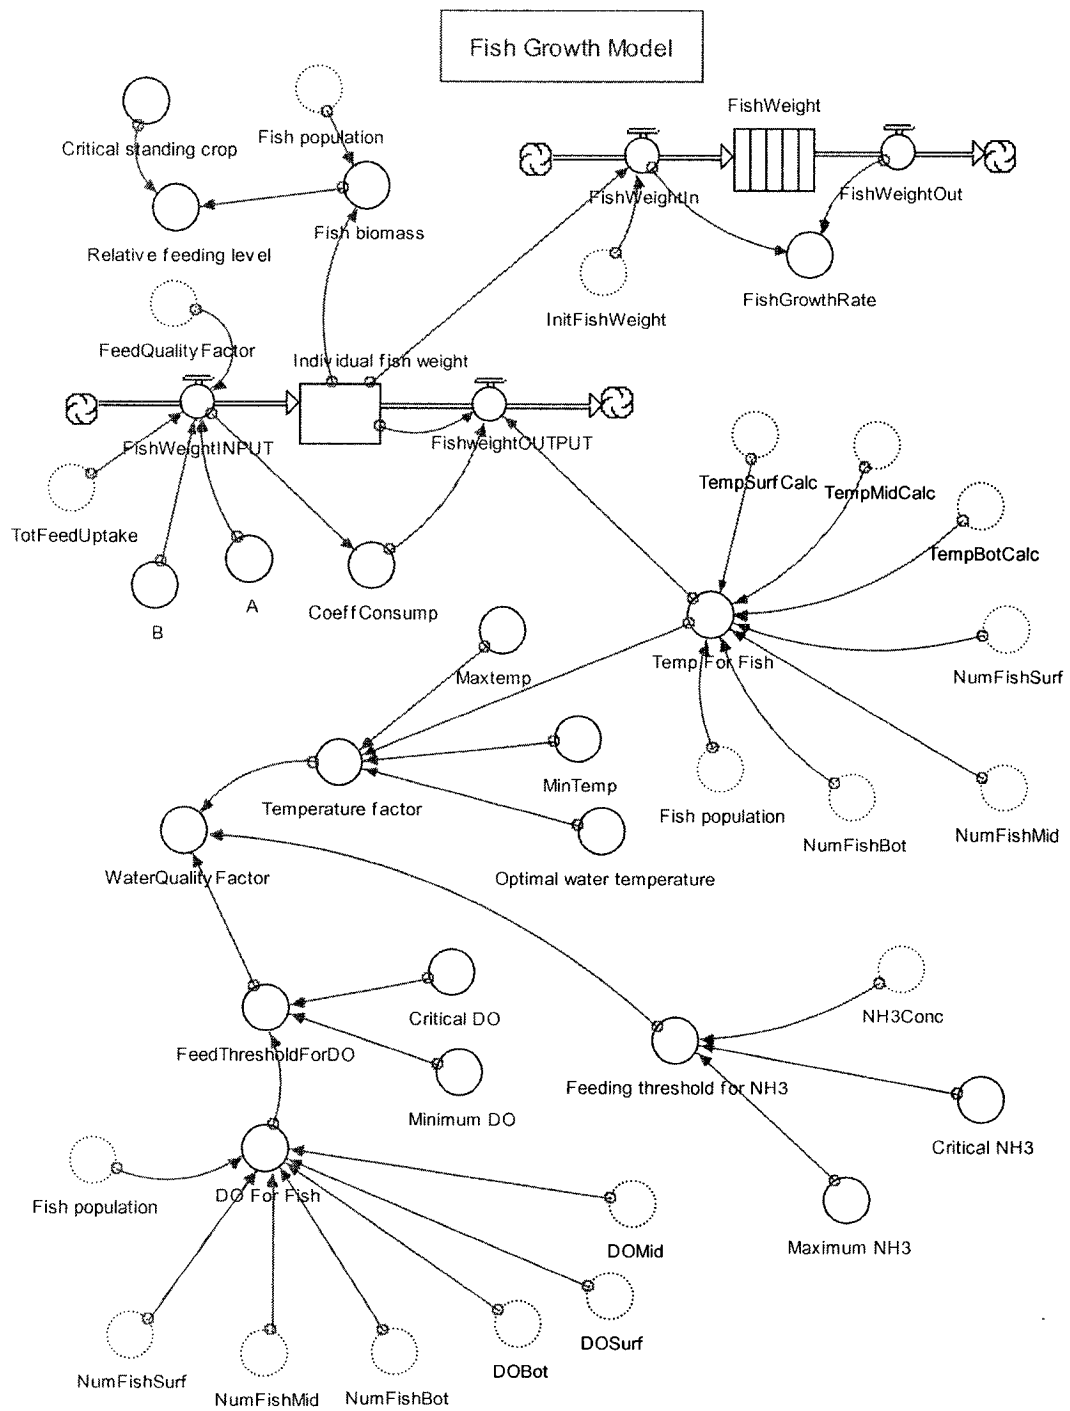 Fish Growth Model
FishWeight
Critical standing crop
Fish population
FishWeightIn
FishWeightOut
Fish biomass
Relative feeding level
FishGrowthRate
InitFishWeight
FeedQualityFactor
Individual fish weight
FishWeightINPUT
FishweightOUTPUT
TempSurfCalc
TempMidCalc
TotFeedUptake
TempBotCalc
A
CoeffConsump
B
Maxtemp
Temp For Fish
NumFishSurf
MinTemp
Temperature factor
Fish population
NumFishBot
NumFishMid
WaterQualityFactor
Optimal water temperature
Critical DO
NH3Conc
FeedThresholdForDO
Feeding threshold for NH3
Minimum DO
Critical NH3
Fish population
DO For Fish
DOMid
Maximum NH3
DOSurf
DOBot
NumFishSurf
NumFishMid
NumFishBot